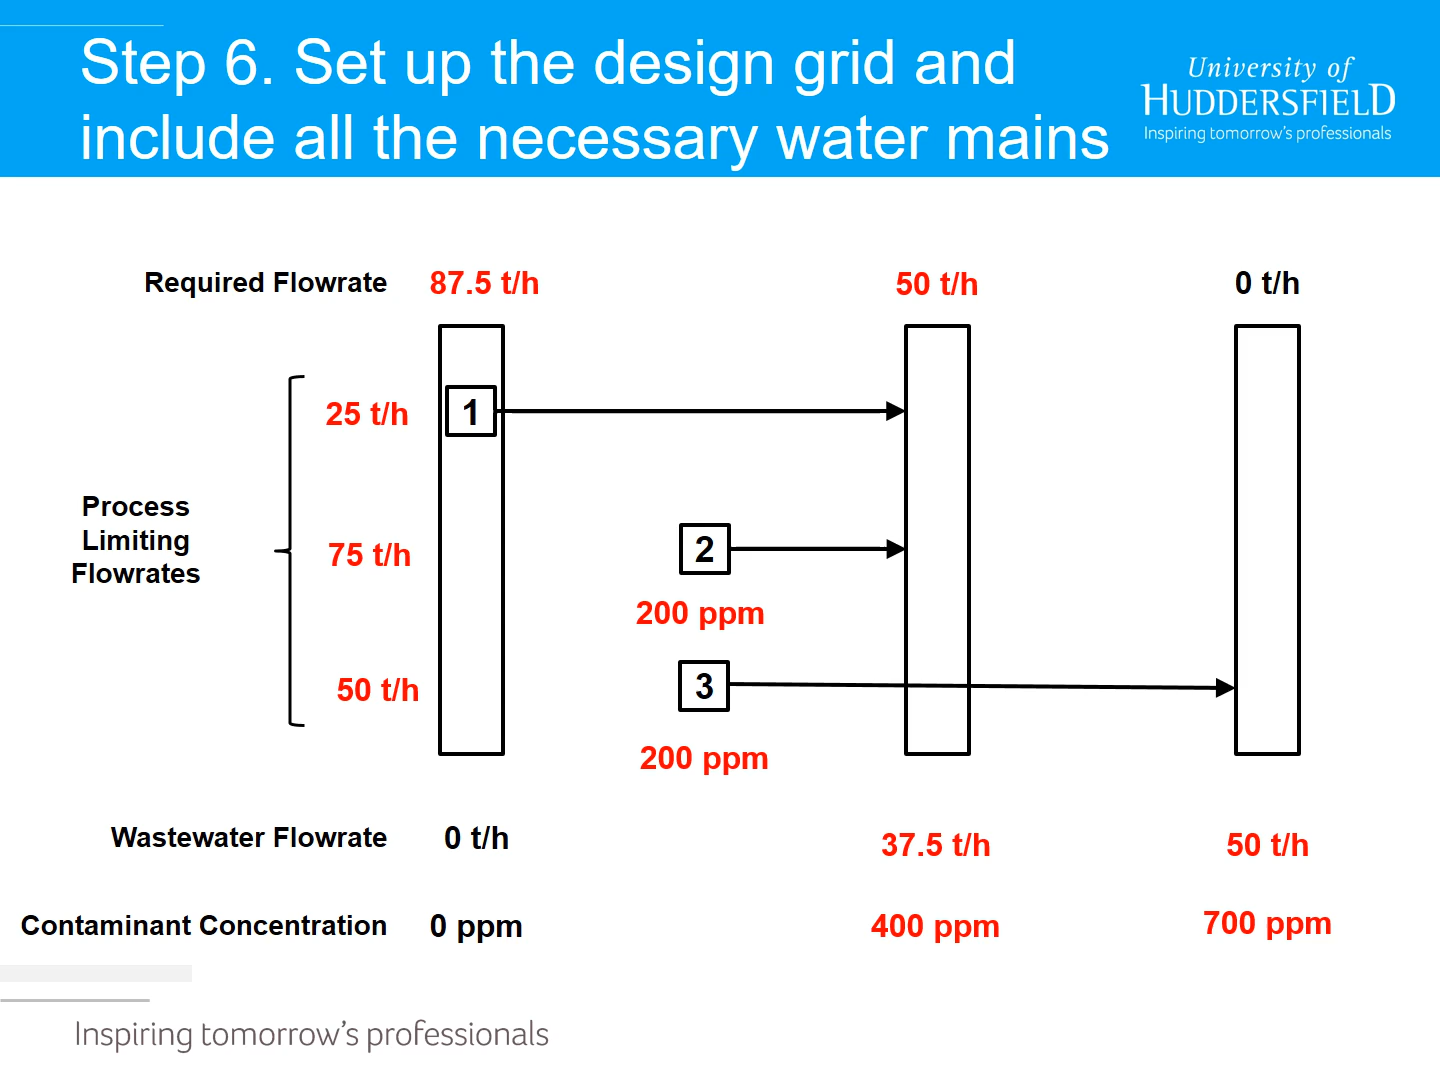 Step 6. Set up the design grid and
include all the necessary water mains
University of
HUDDERSFIELD
Inspiring tomorrow's professionals
Required Flowrate 87.5 t/h 50 t/h 0 t/h
25 t/h 1
Process
Limiting
Flowrates
75 t/h 2
200 ppm
50 t/h 3
200 ppm
Wastewater Flowrate 0 t/h 37.5 t/h 50 t/h
Contaminant Concentration 0 ppm 400 ppm 700 ppm
Inspiring tomorrow's professionals